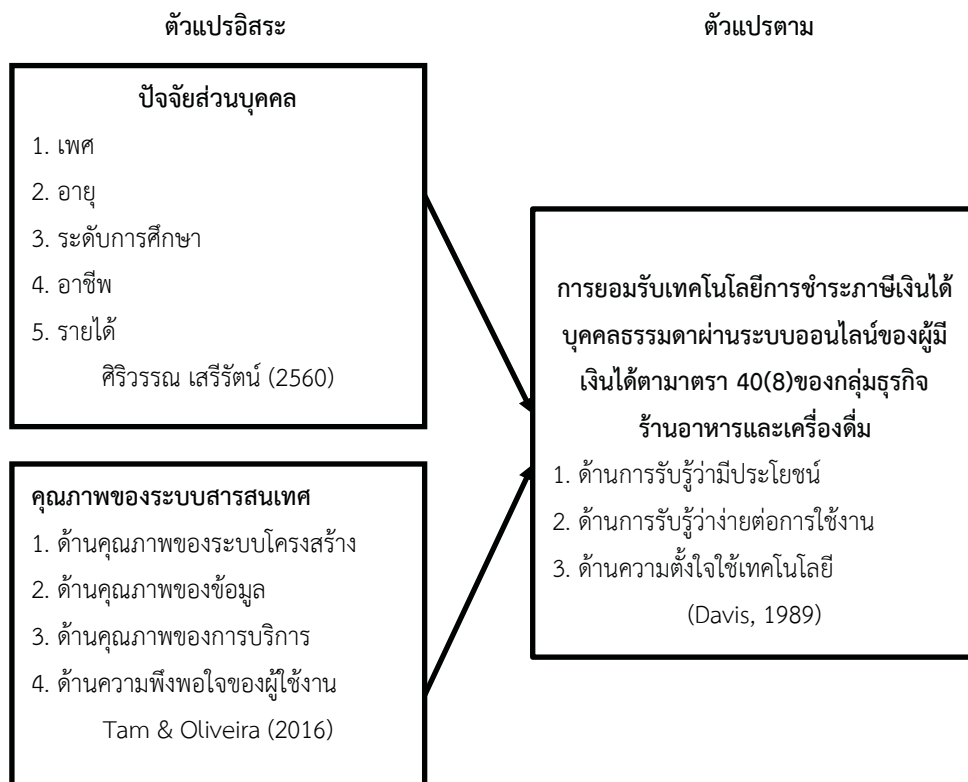 ตัวแปรอิสระ
ตัวแปรตาม
ปัจจัยส่วนบุคคล
1. เพศ
2. อายุ
3. ระดับการศึกษา
4. อาชีพ
5. รายได้
ศิริวรรณ เสรีรัตน์ (2560)
คุณภาพของระบบสารสนเทศ
1. ด้านคุณภาพของระบบโครงสร้าง
2. ด้านคุณภาพของข้อมูล
3. ด้านคุณภาพของการบริการ
4. ด้านความพึงพอใจของผู้ใช้งาน
Tam & Oliveira (2016)
การยอมรับเทคโนโลยีการชำระภาษีเงินได้
บุคคลธรรมดาผ่านระบบออนไลน์ของผู้มี
เงินได้ตามาตรา 40(8)ของกลุ่มธุรกิจ
ร้านอาหารและเครื่องดื่ม
1. ด้านการรับรู้ว่ามีประโยชน์
2. ด้านการรับรู้ว่าง่ายต่อการใช้งาน
3. ด้านความตั้งใจใช้เทคโนโลยี
(Davis, 1989)